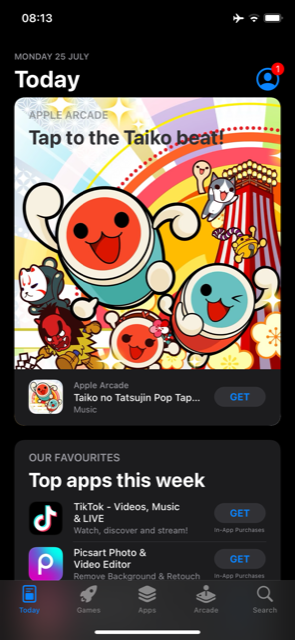 08:13
MONDAY 25 JULY
Today
1
APPLE ARCADE
Tap to the Taiko beat!
Apple Arcade
Taiko no Tatsujin Pop Tap...
Music
GET
OUR FAVOURITES
Top apps this week
TikTok - Videos, Music
& LIVE
Watch, discover and stream!
GET
In-App Purchases
Picsart Photo &
Video Editor
Remove Background & Retouch
GET
In-App Purchases
Today
Games
Apps
Arcade
Search